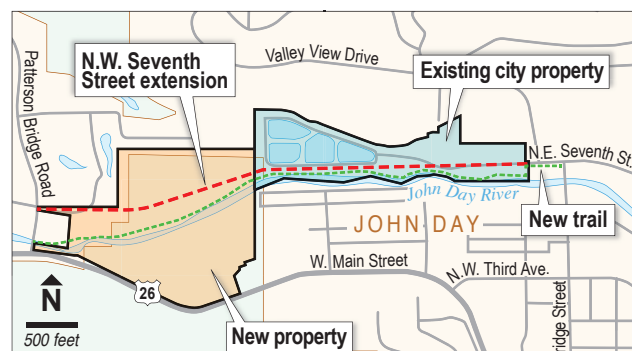 Patterson Bridge Road
N.W. Seventh
Street extension
Valley View Drive
Existing city property
N.E. Seventh St.
John Day River
New trail
JOHN DAY
W. Main Street
N.W. Third Ave.
26
N
500 feet
New property
ridge Street